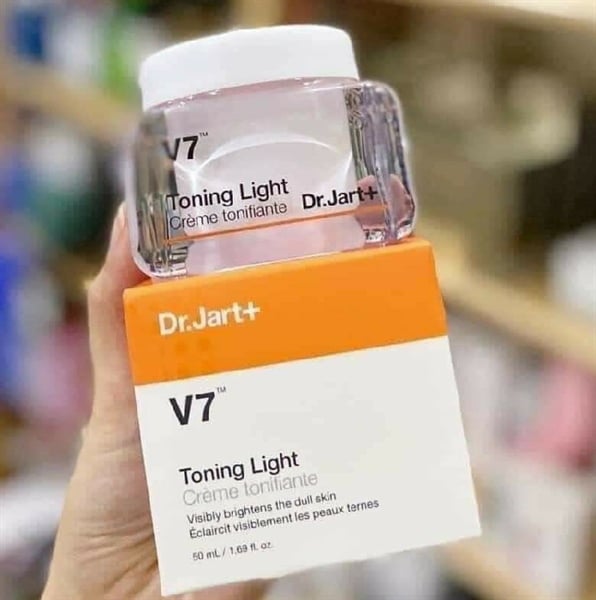 V7™
Toning Light
Crème tonifiante
Dr.Jart+
Dr.Jart+
V7™
Toning Light
Crème tonifiante
Visibly brightens the dull skin
Éclaircit visiblement les peaux ternes
50 mL / 1.69 fl. oz.